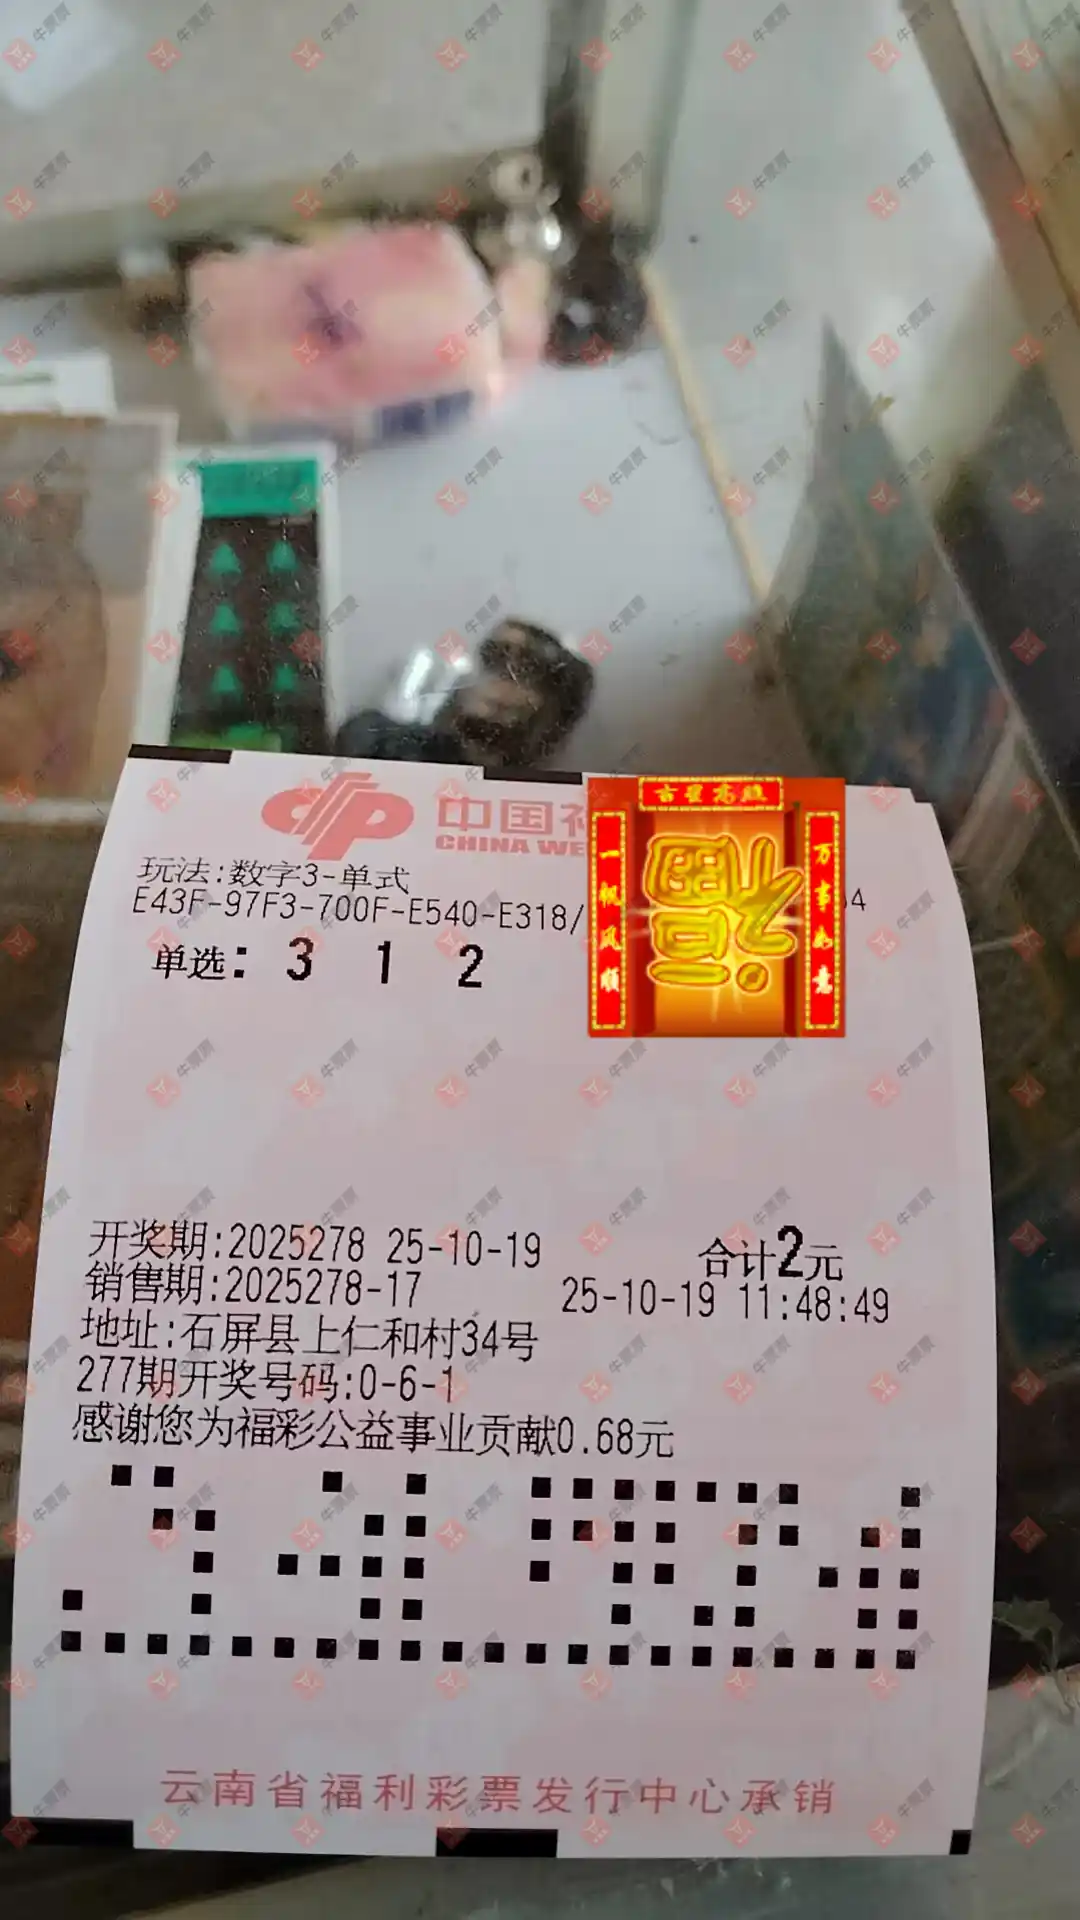 中国福
CHINA WE
吉星高照
一帆风顺
万事如意
福
玩法:数字3-单式
E43F-97F3-700F-E540-E318/
04
单选: 3 1 2
开奖期:2025278 25-10-19
合计2元
销售期:2025278-17
25-10-19 11:48:49
地址:石屏县上仁和村34号
277期开奖号码:0-6-1
感谢您为福彩公益事业贡献0.68元
云南省福利彩票发行中心承销
牛票票